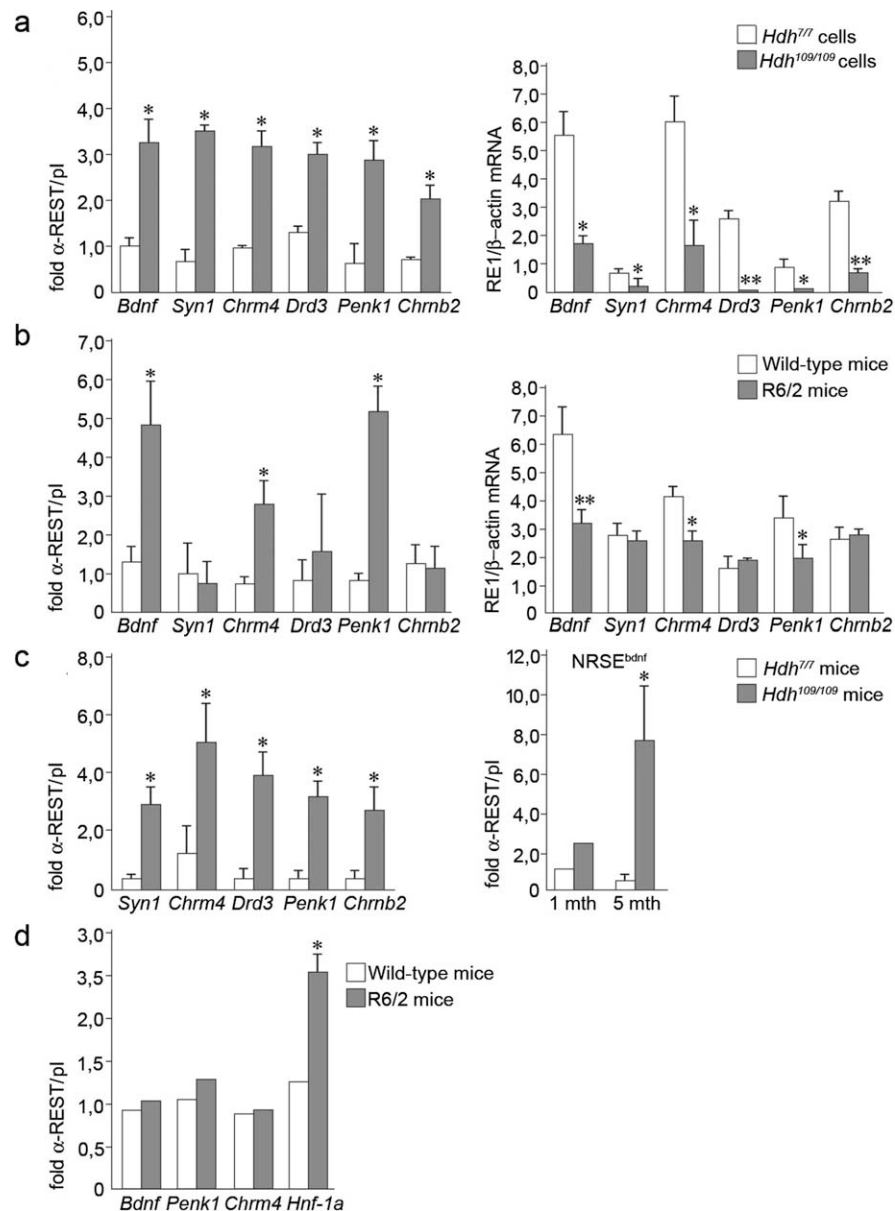 a
fold α-REST/pI
6,0
5,0
4,0
3,0
2,0
1,0
0
* * * * * *
Bdnf Syn1 Chrm4 Drd3 Penk1 Chrnb2
Hdh7/7 cells
Hdh109/109 cells
RE1/β–actin mRNA
8,0
7,0
6,0
5,0
4,0
3,0
2,0
1,0
0
* * * ** * **
Bdnf Syn1 Chrm4 Drd3 Penk1 Chrnb2
b
fold α-REST/pI
7,0
6,0
5,0
4,0
3,0
2,0
1,0
0
* * *
Bdnf Syn1 Chrm4 Drd3 Penk1 Chrnb2
Wild-type mice
R6/2 mice
RE1/β–actin mRNA
8,0
7,0
6,0
5,0
4,0
3,0
2,0
1,0
0
** * *
Bdnf Syn1 Chrm4 Drd3 Penk1 Chrnb2
c
fold α-REST/pI
8,0
6,0
4,0
2,0
0
* * * * *
Syn1 Chrm4 Drd3 Penk1 Chrnb2
NRSEbdnf
Hdh7/7 mice
Hdh109/109 mice
fold α-REST/pI
12,0
10,0
8,0
6,0
4,0
2,0
0
*
1 mth 5 mth
d
fold α-REST/pI
3,0
3,5
2,0
1,5
1,0
0,5
0
*
Bdnf Penk1 Chrm4 Hnf-1a
Wild-type mice
R6/2 mice